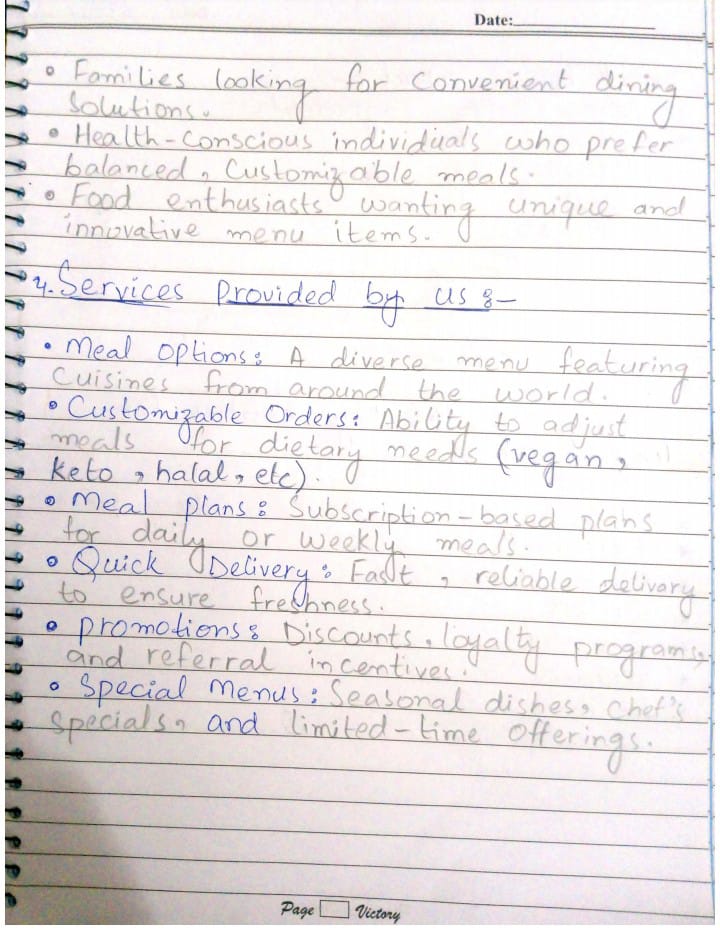 Date:
• Families looking for convenient dining
solutions.
• Health-conscious individuals who prefer
balanced, customizable meals.
• Food enthusiasts wanting unique and
innovative menu items.
4. Services Provided by us :-
• Meal Options: A diverse menu featuring
cuisines from around the world.
• Customizable Orders: Ability to adjust
meals for dietary needs (vegan,
keto, halal, etc).
• Meal plans: Subscription-based plans
for daily or weekly meals.
• Quick Delivery: Fast, reliable delivary
to ensure freshness.
• promotions: Discounts, loyalty programs,
and referral incentives.
• Special Menus: Seasonal dishes, chef's
specials, and limited-time offerings.
Page Victory